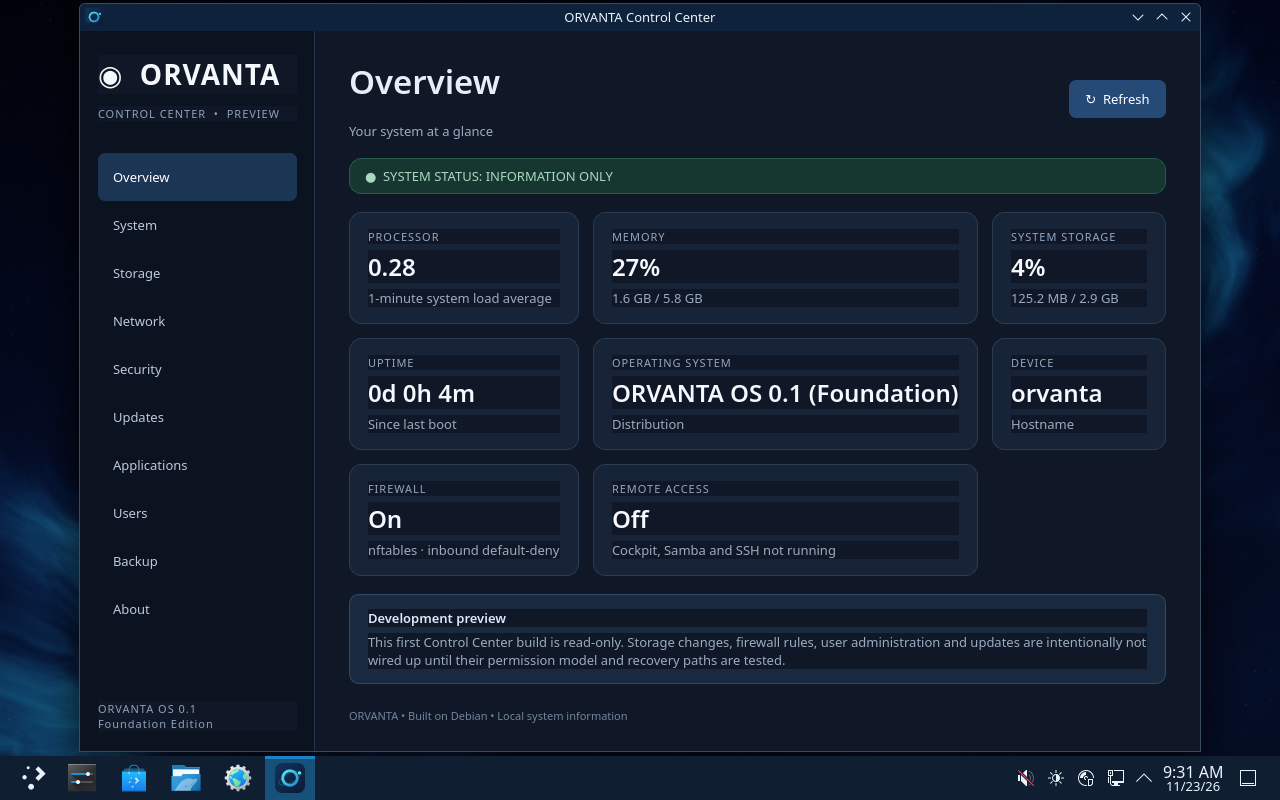 ORVANTA Control Center
◉ ORVANTA
CONTROL CENTER • PREVIEW
Overview
System
Storage
Network
Security
Updates
Applications
Users
Backup
About
ORVANTA OS 0.1
Foundation Edition
Overview
↻ Refresh
Your system at a glance
● SYSTEM STATUS: INFORMATION ONLY
PROCESSOR
0.28
1-minute system load average
MEMORY
27%
1.6 GB / 5.8 GB
SYSTEM STORAGE
4%
125.2 MB / 2.9 GB
UPTIME
0d 0h 4m
Since last boot
OPERATING SYSTEM
ORVANTA OS 0.1 (Foundation)
Distribution
DEVICE
orvanta
Hostname
FIREWALL
On
nftables · inbound default-deny
REMOTE ACCESS
Off
Cockpit, Samba and SSH not running
Development preview
This first Control Center build is read-only. Storage changes, firewall rules, user administration and updates are intentionally not
wired up until their permission model and recovery paths are tested.
ORVANTA • Built on Debian • Local system information
9:31 AM
11/23/26